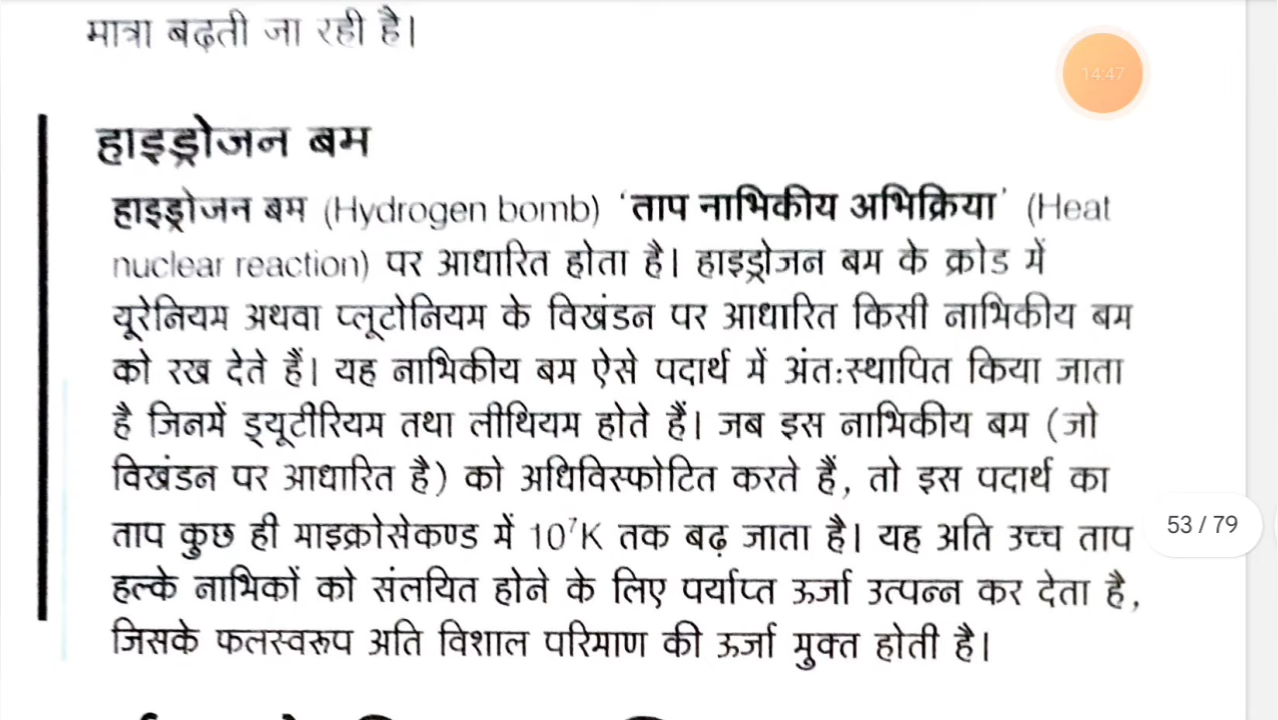 मात्रा बढ़ती जा रही है।
14:47
हाइड्रोजन बम
हाइड्रोजन बम (Hydrogen bomb) ‘ताप नाभिकीय अभिक्रिया’ (Heat
nuclear reaction) पर आधारित होता है। हाइड्रोजन बम के क्रोड में
यूरेनियम अथवा प्लूटोनियम के विखंडन पर आधारित किसी नाभिकीय बम
को रख देते हैं। यह नाभिकीय बम ऐसे पदार्थ में अंतःस्थापित किया जाता
है जिनमें ड्यूटीरियम तथा लीथियम होते हैं। जब इस नाभिकीय बम (जो
विखंडन पर आधारित है) को अधिविस्फोटित करते हैं, तो इस पदार्थ का
53 / 79
ताप कुछ ही माइक्रोसेकण्ड में 10⁷K तक बढ़ जाता है। यह अति उच्च ताप
हल्के नाभिकों को संलयित होने के लिए पर्याप्त ऊर्जा उत्पन्न कर देता है,
जिसके फलस्वरूप अति विशाल परिमाण की ऊर्जा मुक्त होती है।